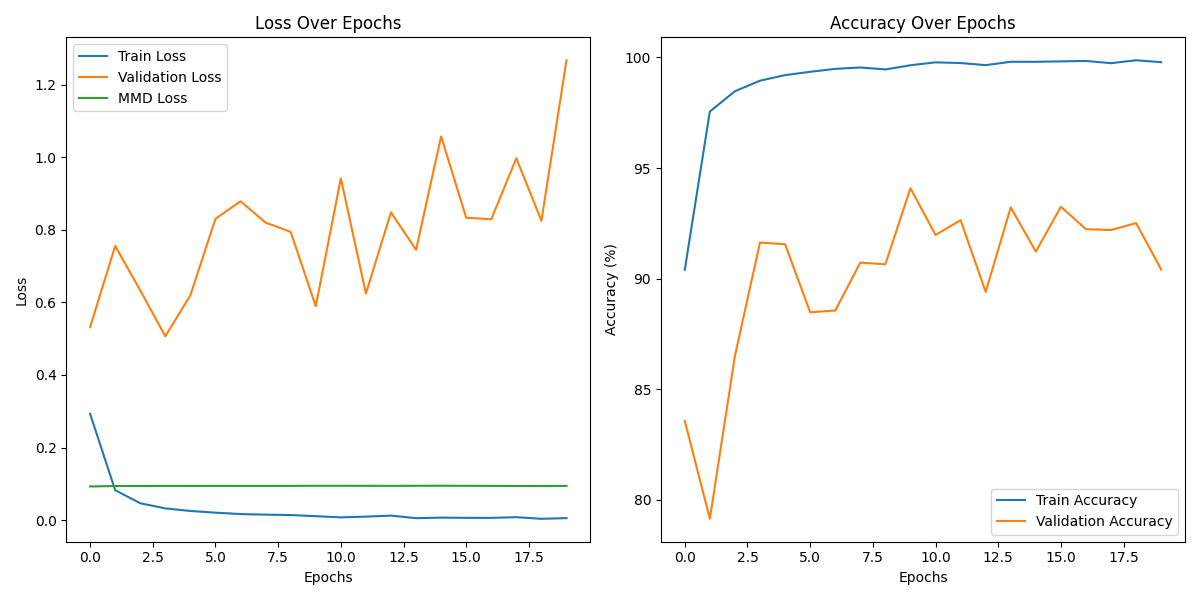 Loss Over Epochs
Train Loss
Validation Loss
MMD Loss
Loss
1.2
1.0
0.8
0.6
0.4
0.2
0.0
0.0 2.5 5.0 7.5 10.0 12.5 15.0 17.5
Epochs
Accuracy Over Epochs
Accuracy (%)
100
95
90
85
80
Train Accuracy
Validation Accuracy
0.0 2.5 5.0 7.5 10.0 12.5 15.0 17.5
Epochs